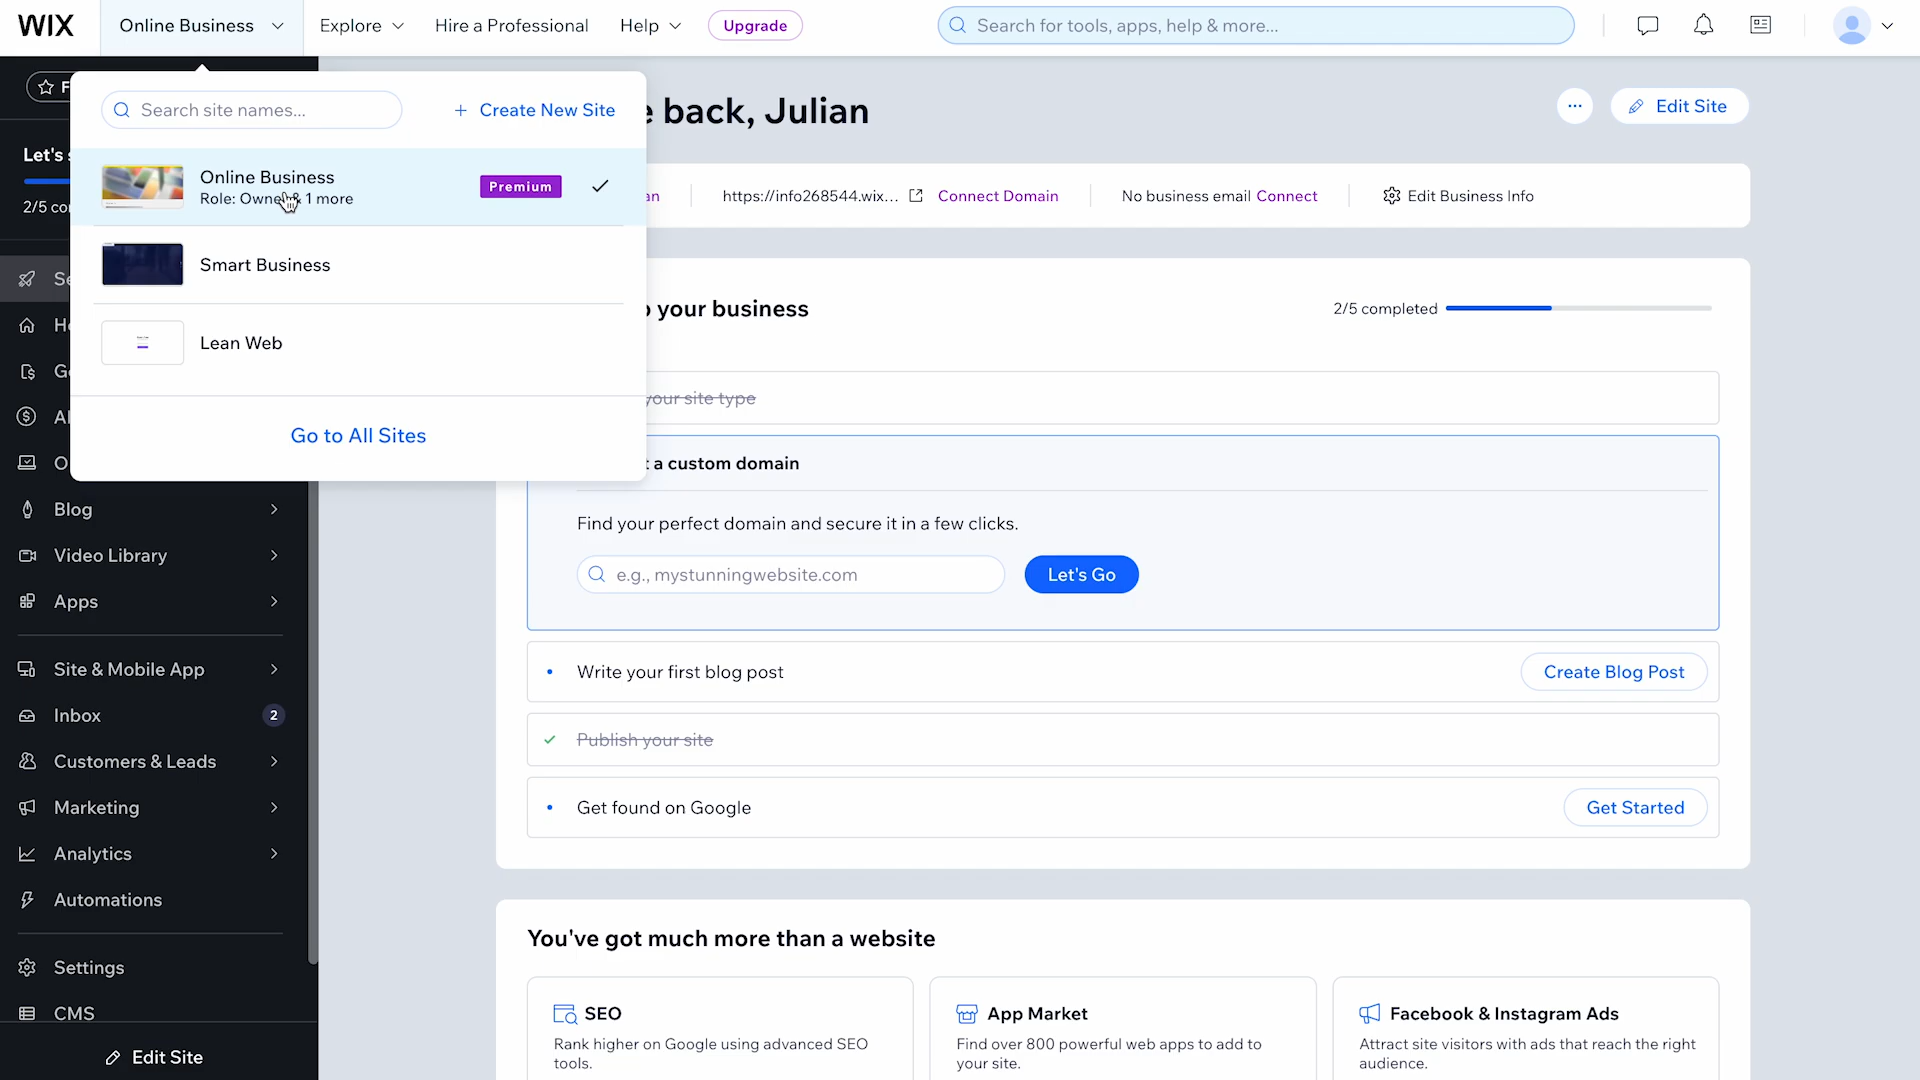 WIX
Online Business
Explore
Hire a Professional
Help
Upgrade
Search for tools, apps, help & more...
Search site names...
+ Create New Site
Online Business
Role: Owner & 1 more
Premium
Smart Business
Lean Web
Go to All Sites
Let's
2/5
Blog
Video Library
Apps
Site & Mobile App
Inbox
2
Customers & Leads
Marketing
Analytics
Automations
Settings
CMS
Edit Site
back, Julian
Edit Site
https://info268544.wix...
Connect Domain
No business email Connect
Edit Business Info
your business
2/5 completed
your site type
a custom domain
Find your perfect domain and secure it in a few clicks.
e.g., mystunningwebsite.com
Let's Go
Write your first blog post
Create Blog Post
Publish your site
Get found on Google
Get Started
You've got much more than a website
SEO
Rank higher on Google using advanced SEO
tools.
App Market
Find over 800 powerful web apps to add to
your site.
Facebook & Instagram Ads
Attract site visitors with ads that reach the right
audience.